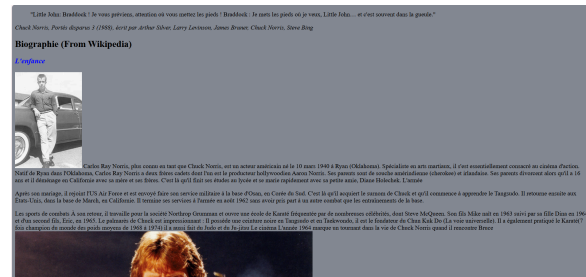 "Little John: Braddock ! Je vous préviens, attention où vous mettez les pieds ! Braddock : Je mets les pieds où je veux, Little John… et c'est souvent dans la gueule."
Chuck Norris, Portés disparus 3 (1988), écrit par Arthur Silver, Larry Levinson, James Bruner, Chuck Norris, Steve Bing
Biographie (From Wikipedia)
L'enfance
Carlos Ray Norris, plus connu en tant que Chuck Norris, est un acteur américain né le 10 mars 1940 à Ryan (Oklahoma). Spécialiste en arts martiaux, il s'est essentiellement consacré au cinéma d'action.
Natif de Ryan dans l'Oklahoma, Carlos Ray Norris a deux frères cadets dont l'un est le producteur hollywoodien Aaron Norris. Ses parents sont de souche amérindienne (cherokee) et irlandaise. Ses parents divorcent alors qu'il a 16
ans et il déménage en Californie avec sa mère et ses frères. C'est là qu'il finit ses études au lycée et se marie rapidement avec sa petite amie, Diane Holechek. L'armée
Après son mariage, il rejoint l'US Air Force et est envoyé faire son service militaire à la base d'Osan, en Corée du Sud. C'est là qu'il acquiert le surnom de Chuck et qu'il commence à apprendre le Tangsudo. Il retourne ensuite aux
Etats-Unis, dans la base de March, en Californie. Il termine ses services à l'armée en août 1962 sans avoir pris part à un autre combat que les entraînements de la base.
Les sports de combats A son retour, il travaille pour la société Northrop Grumman et ouvre une école de Karaté fréquentée par de nombreuses célébrités, dont Steve McQueen. Son fils Mike naît en 1963 suivi par sa fille Dina en 1964
et d'un second fils, Eric, en 1965. Le palmarès de Chuck est impressionnant : Il possède une ceinture noire en Tangsudo et en Taekwondo, il est le fondateur de Chun Kuk Do (La voie universelle). Il a également pratiqué le Karaté(7
fois champion du monde des poids moyens de 1968 à 1974) il a aussi fait du Judo et du Jo-jitsu Le cinema L'année 1964 marque un tournant dans la vie de Chuck Norris quand il rencontre Bruce